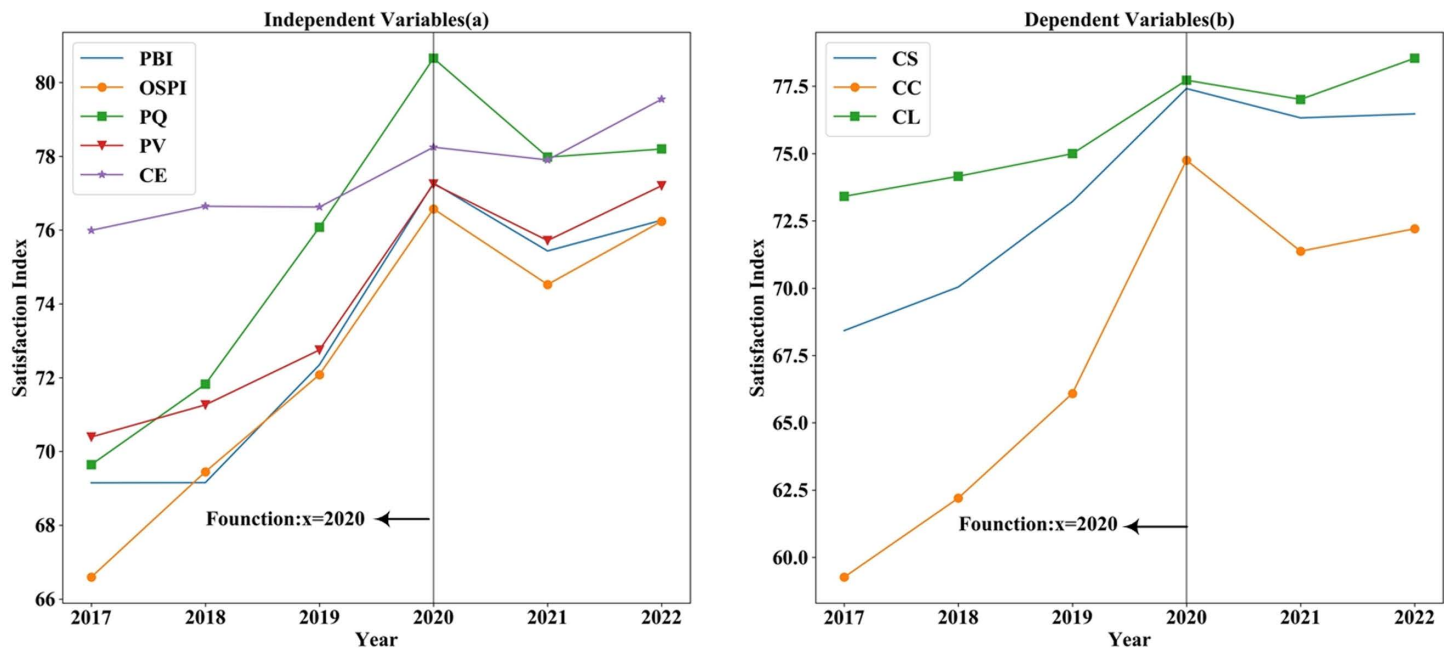 Independent Variables(a)
PBI
OSPI
PQ
PV
CE
80
78
76
74
72
70
68
66
Satisfaction Index
Founction:x=2020
2017 2018 2019 2020 2021 2022
Year
Dependent Variables(b)
CS
CC
CL
77.5
75.0
72.5
70.0
67.5
65.0
62.5
60.0
Satisfaction Index
Founction:x=2020
2017 2018 2019 2020 2021 2022
Year